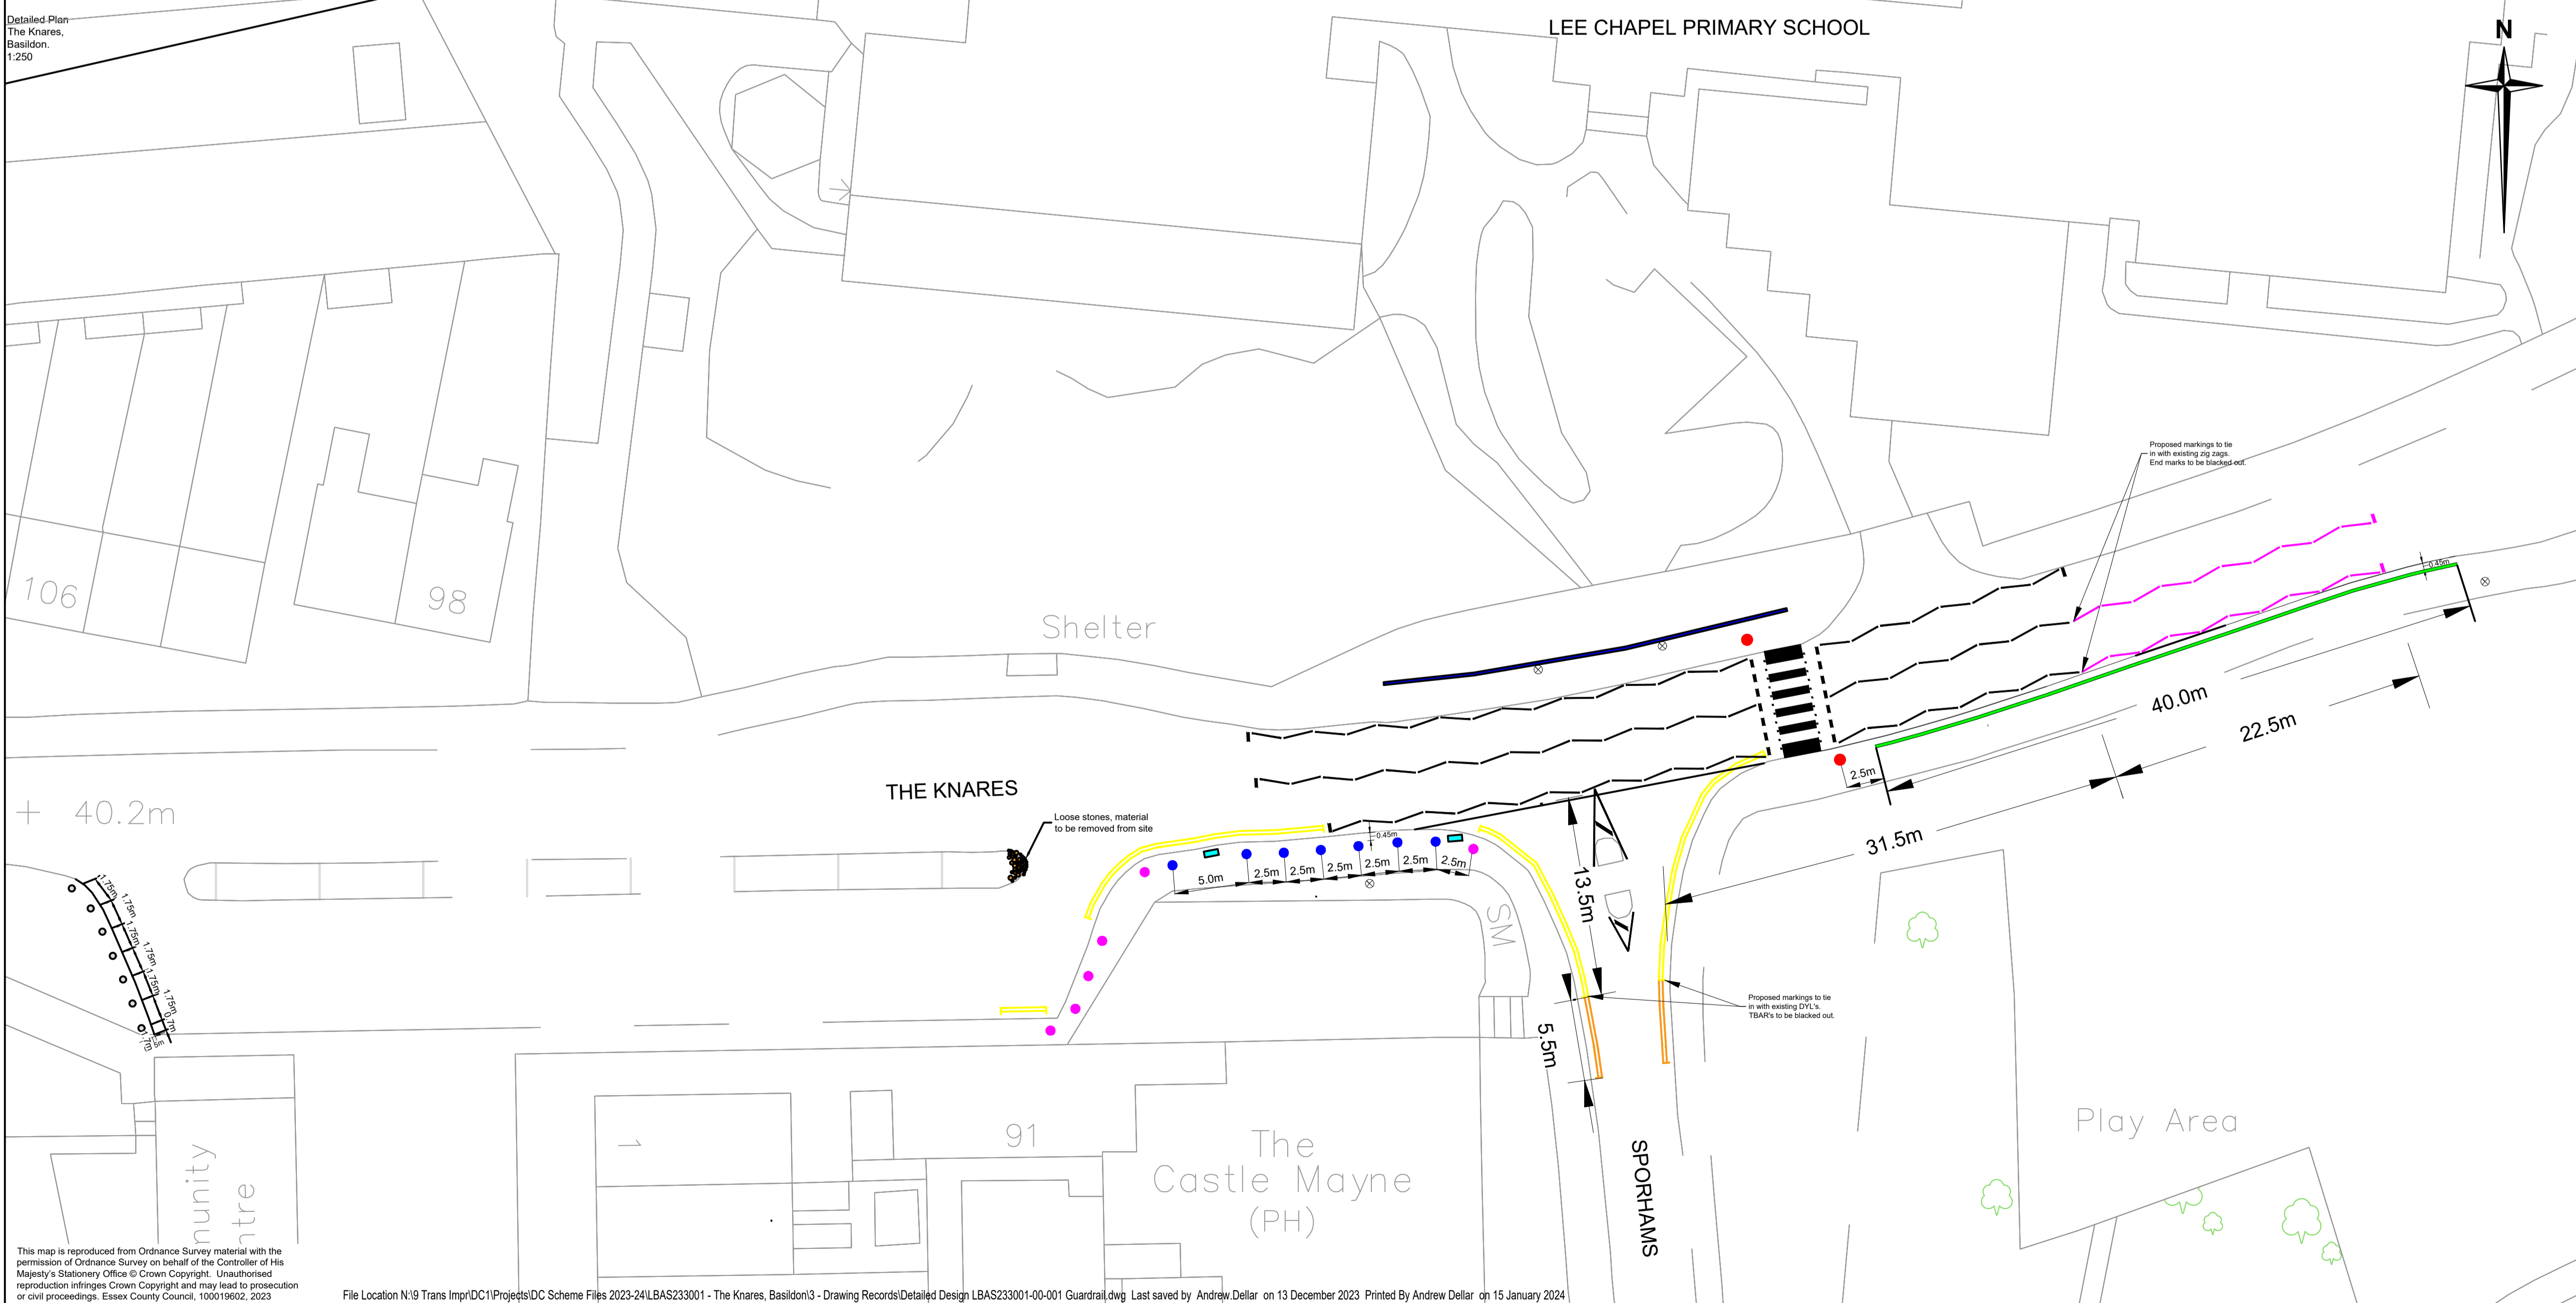 Detailed Plan
The Knares,
Basildon.
1:250
LEE CHAPEL PRIMARY SCHOOL
N
Proposed markings to tie
in with existing zig zags.
End marks to be blacked out.
106
98
Shelter
0.45m
40.0m
22.5m
2.5m
31.5m
THE KNARES
+ 40.2m
Loose stones, material
to be removed from site
0.45m
5.0m
2.5m
2.5m
2.5m
2.5m
2.5m
2.5m
13.5m
SM
1.75m
1.75m
1.75m
1.75m
1.75m
1.75m
0.7m
1.7m
Proposed markings to tie
in with existing DYL's.
TBAR's to be blacked out.
5.5m
1
91
The
Castle Mayne
(PH)
SPORHAMS
Play Area
munity
ntre
This map is reproduced from Ordnance Survey material with the
permission of Ordnance Survey on behalf of the Controller of His
Majesty's Stationery Office © Crown Copyright. Unauthorised
reproduction infringes Crown Copyright and may lead to prosecution
or civil proceedings. Essex County Council, 100019602, 2023
File Location N:\9 Trans Impr\DC1\Projects\DC Scheme Files 2023-24\LBAS233001 - The Knares, Basildon\3 - Drawing Records\Detailed Design LBAS233001-00-001 Guardrail.dwg Last saved by Andrew.Dellar on 13 December 2023 Printed By Andrew Dellar on 15 January 2024